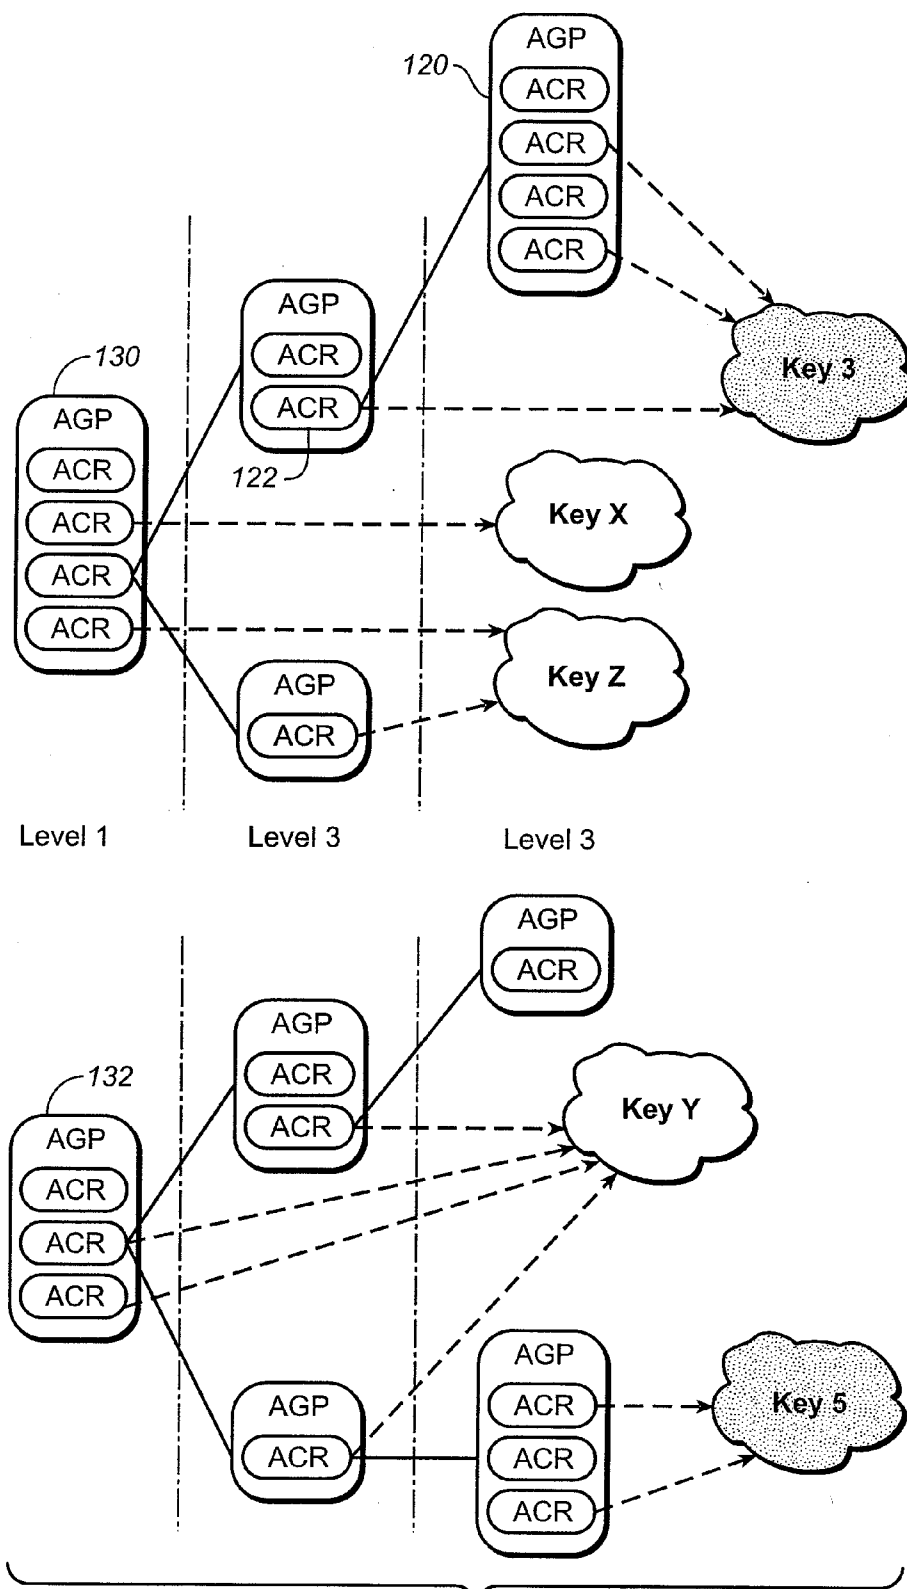 AGP
120
ACR
ACR
ACR
ACR
AGP
ACR
ACR
122
Key 3
130
AGP
ACR
ACR
ACR
ACR
Key X
Key Z
AGP
ACR
Level 1
Level 3
Level 3
AGP
ACR
AGP
ACR
ACR
Key Y
132
AGP
ACR
ACR
ACR
AGP
ACR
AGP
ACR
ACR
ACR
Key 5